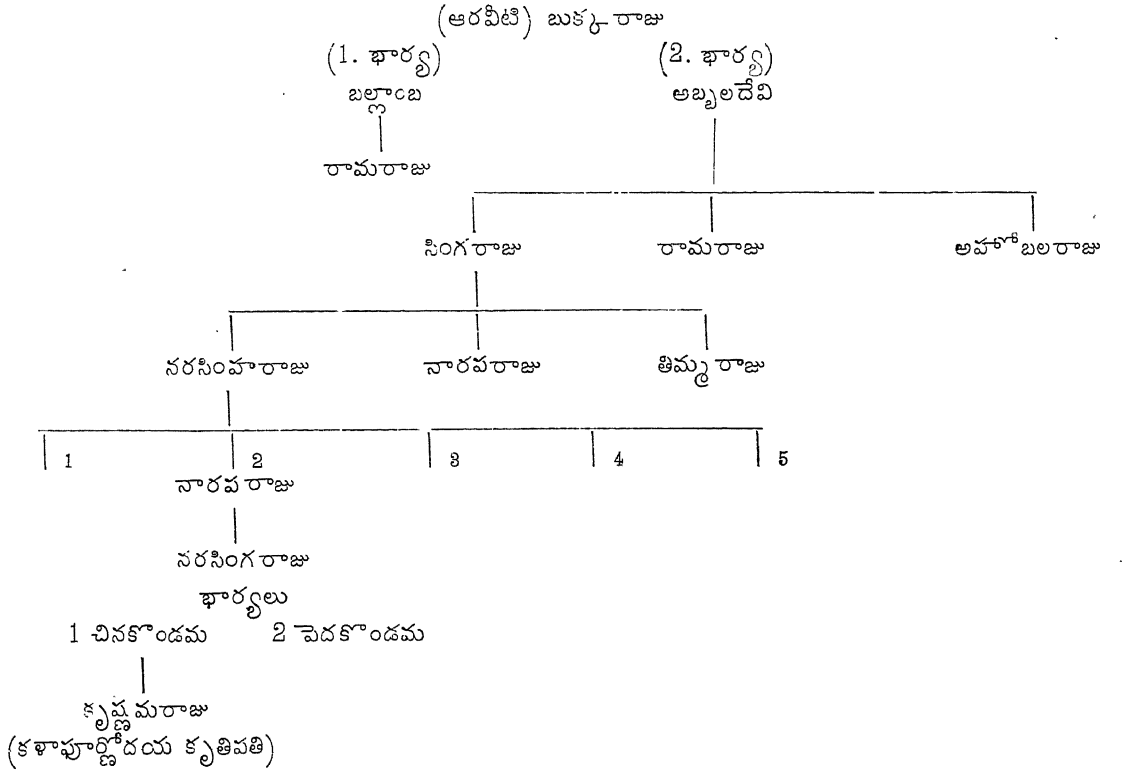 (ఆరవీటి) బుక్క రాజు
(1. భార్య) (2. భార్య)
బల్లాంబ అబ్బలదేవి
రామరాజు
సింగరాజు రామరాజు అహోబలరాజు
నరసింహరాజు నారపరాజు తిమ్మరాజు
1 2 3 4 5
నారపరాజు
నరసింగరాజు
భార్యలు
1 చినకొండమ 2 పెదకొండమ
కృష్ణమరాజు
(కళాపూర్ణోదయ కృతిపతి)